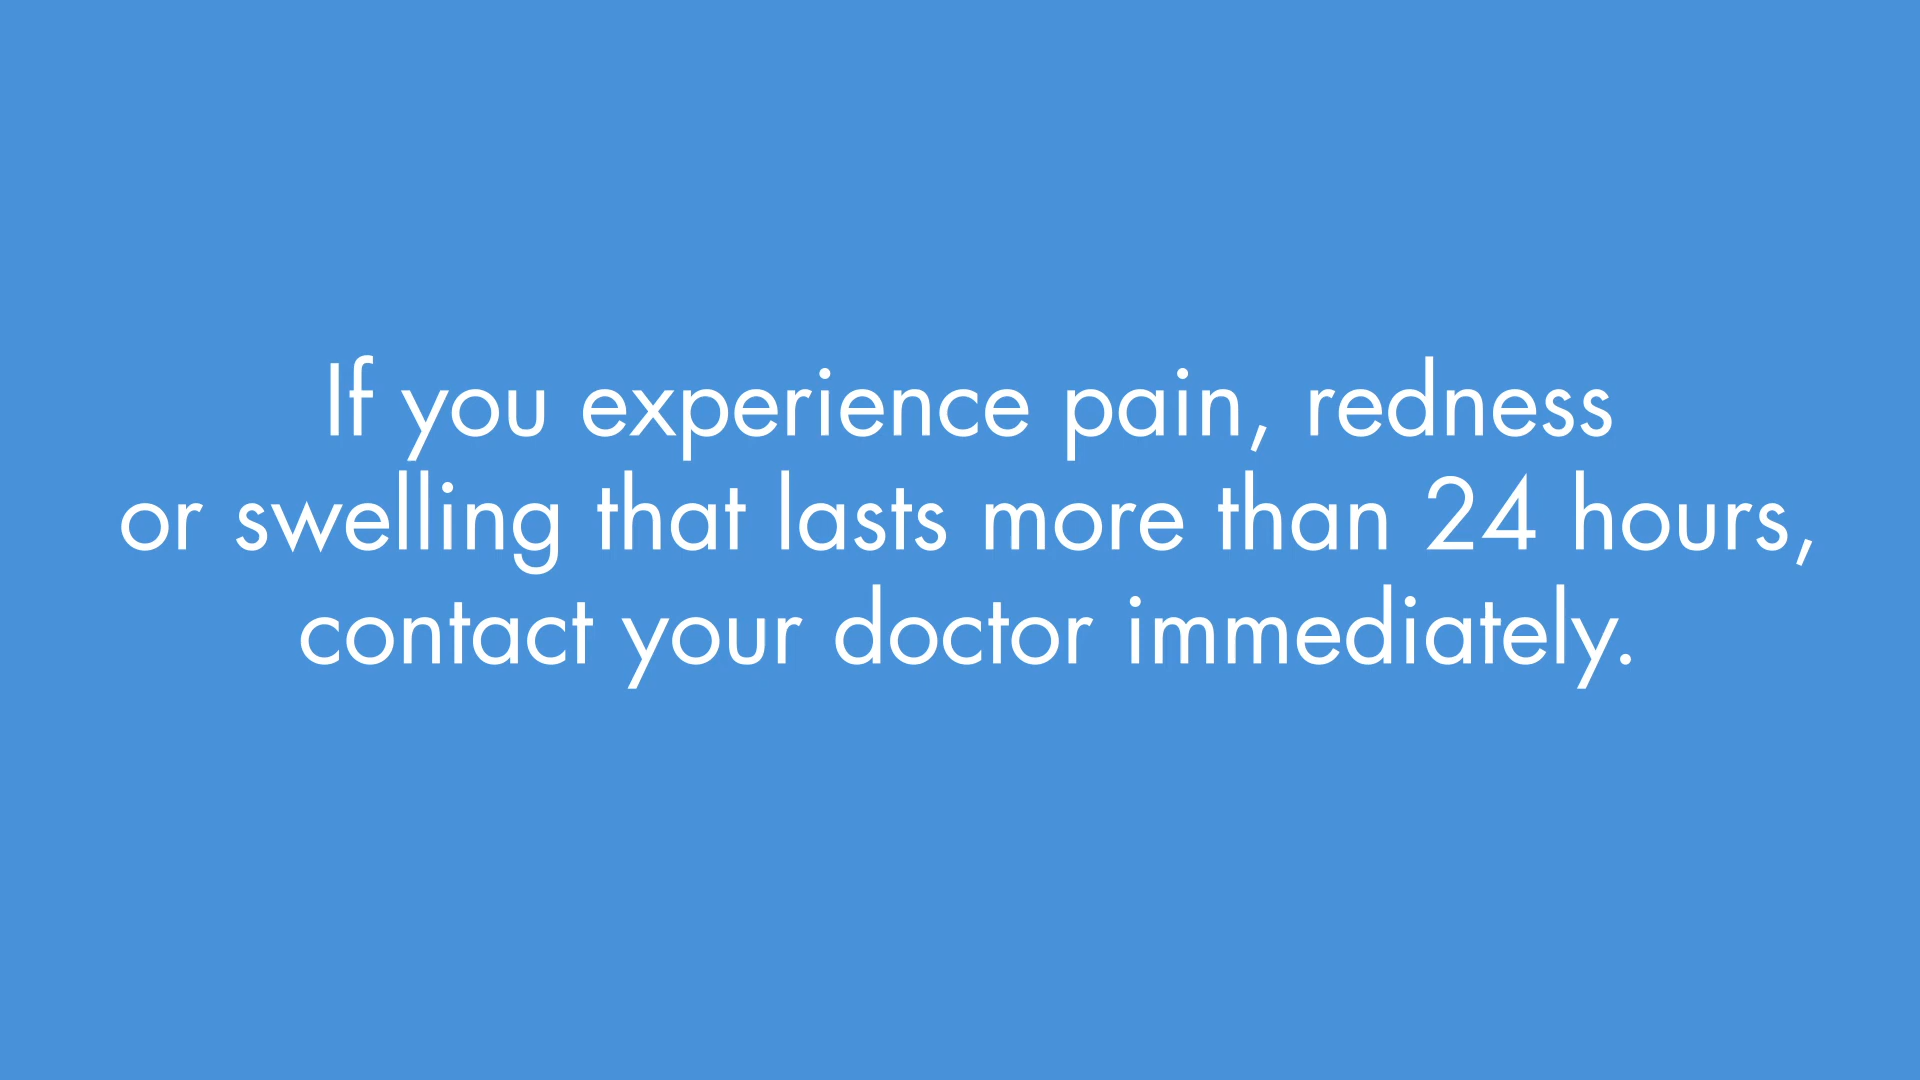 If you experience pain, redness
or swelling that lasts more than 24 hours,
contact your doctor immediately.